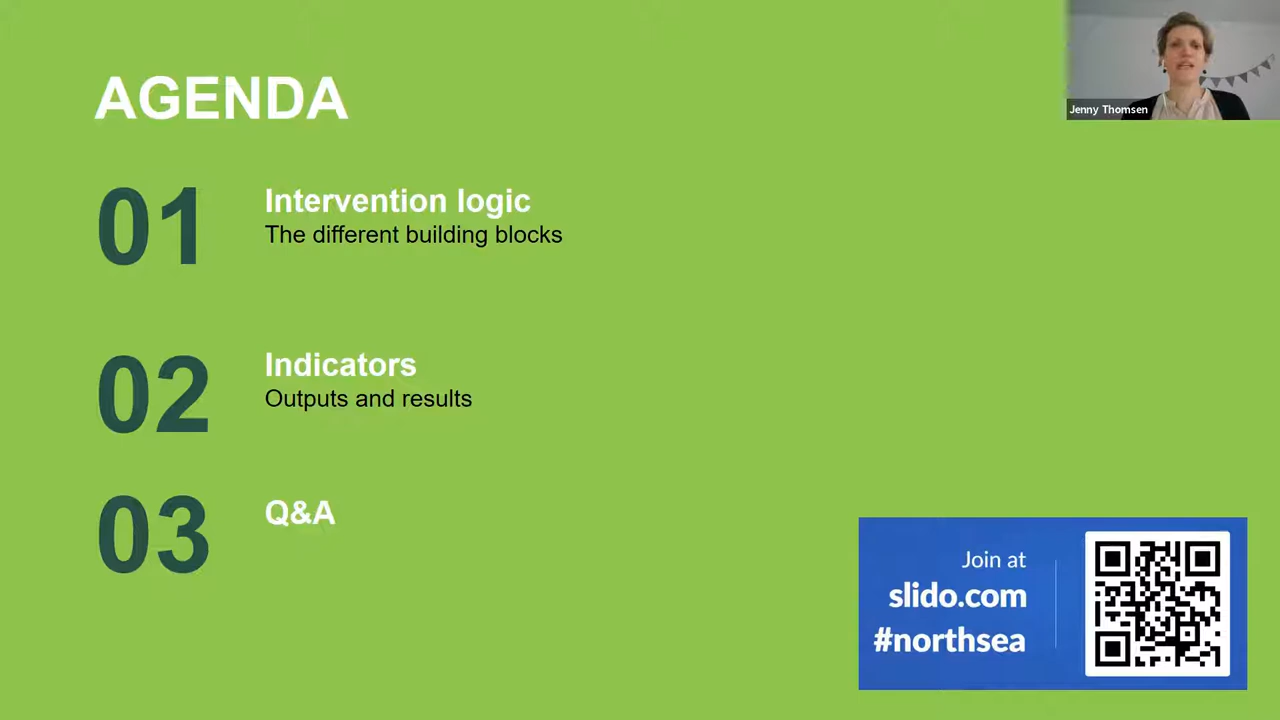 AGENDA
Jenny Thomsen
01
Intervention logic
The different building blocks
02
Indicators
Outputs and results
03
Q&A
Join at
slido.com
#northsea